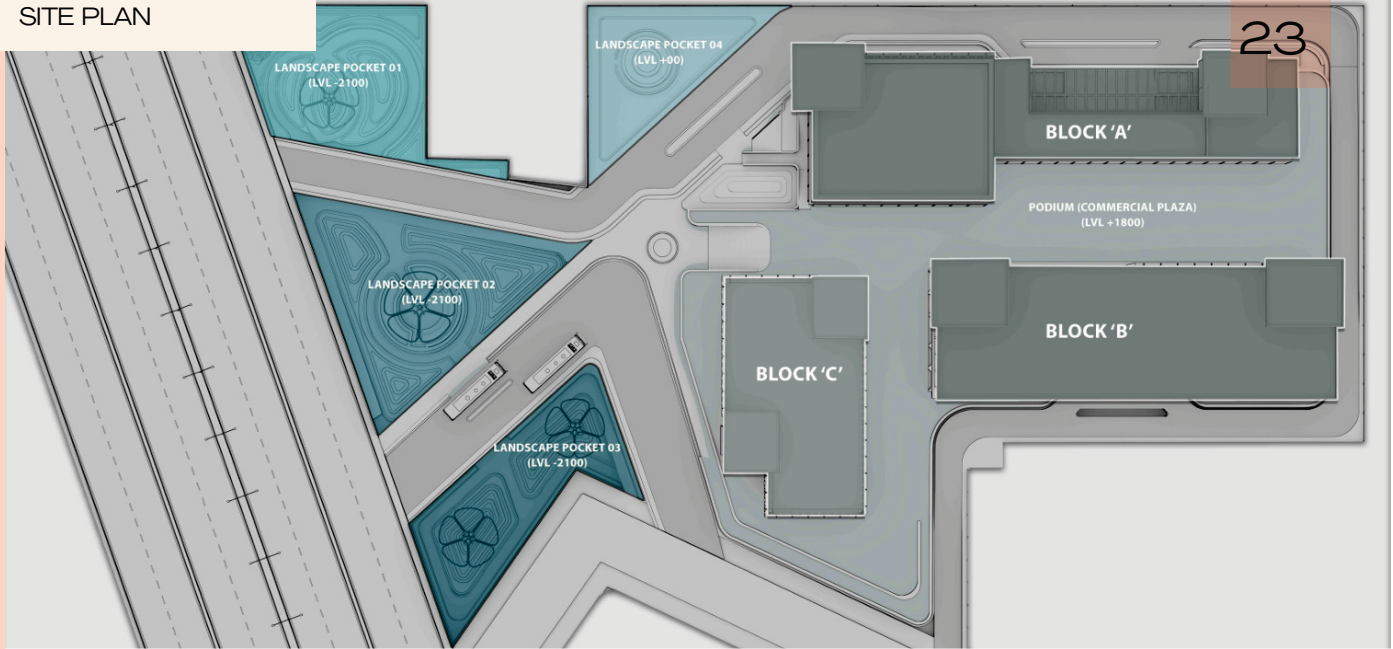 SITE PLAN
23
LANDSCAPE POCKET 01
(LVL -2100)
LANDSCAPE POCKET 04
(LVL +00)
BLOCK ‘A’
PODIUM (COMMERCIAL PLAZA)
(LVL +1800)
LANDSCAPE POCKET 02
(LVL -2100)
BLOCK ‘B’
BLOCK ‘C’
LANDSCAPE POCKET 03
(LVL -2100)